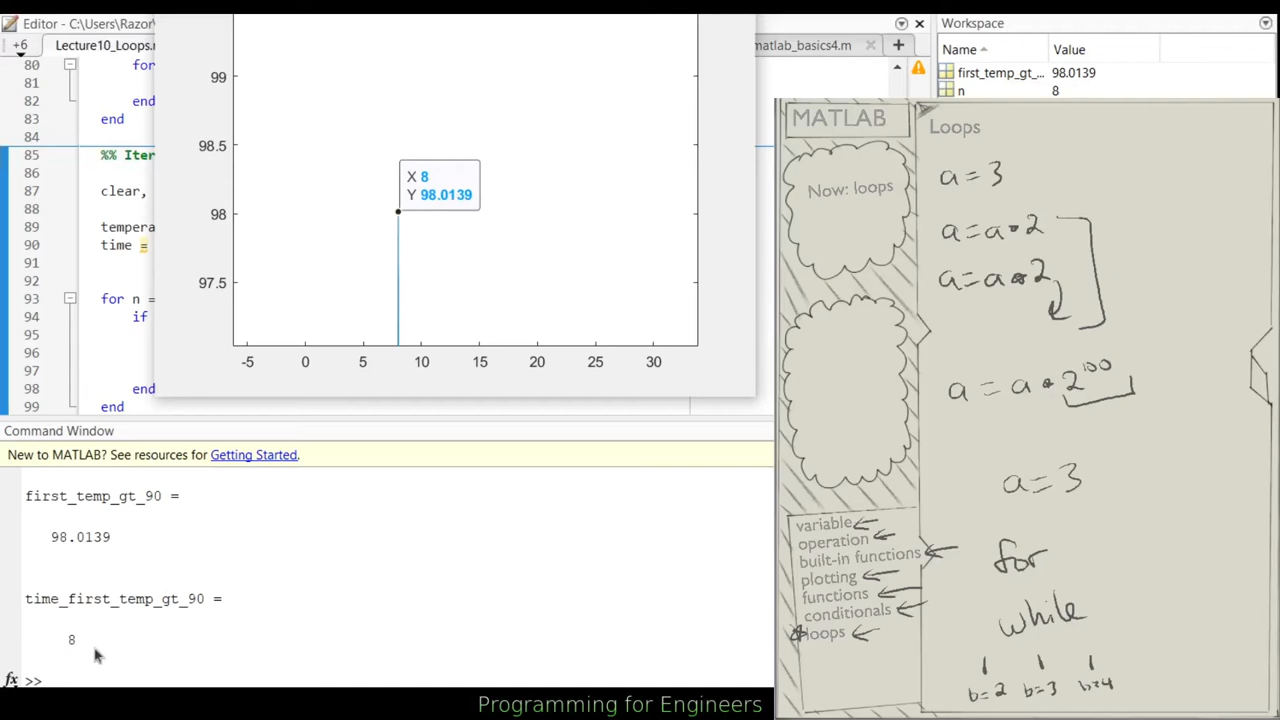 Editor - C:\Users\Razor
+6
Lecture10_Loops.
matlab_basics4.m
80 for
81
82 end
83 end
84
85 %% Iter
86
87 clear,
88
89 tempera
90 time =
91
92
93 for n =
94 if
95
96
97
98 end
99 end
99
98.5
98
97.5
X 8
Y 98.0139
-5 0 5 10 15 20 25 30
Command Window
New to MATLAB? See resources for Getting Started.
first_temp_gt_90 =
98.0139
time_first_temp_gt_90 =
8
fx >>
Workspace
Name Value
first_temp_gt_... 98.0139
n 8
MATLAB
Now: loops
variable
operation
built-in functions
plotting
functions
conditionals
loops
Loops
a = 3
a = a • 2
a = a • 2
a = a • 2¹⁰⁰
a = 3
for
while
b=2 b=3 b=4
Programming for Engineers